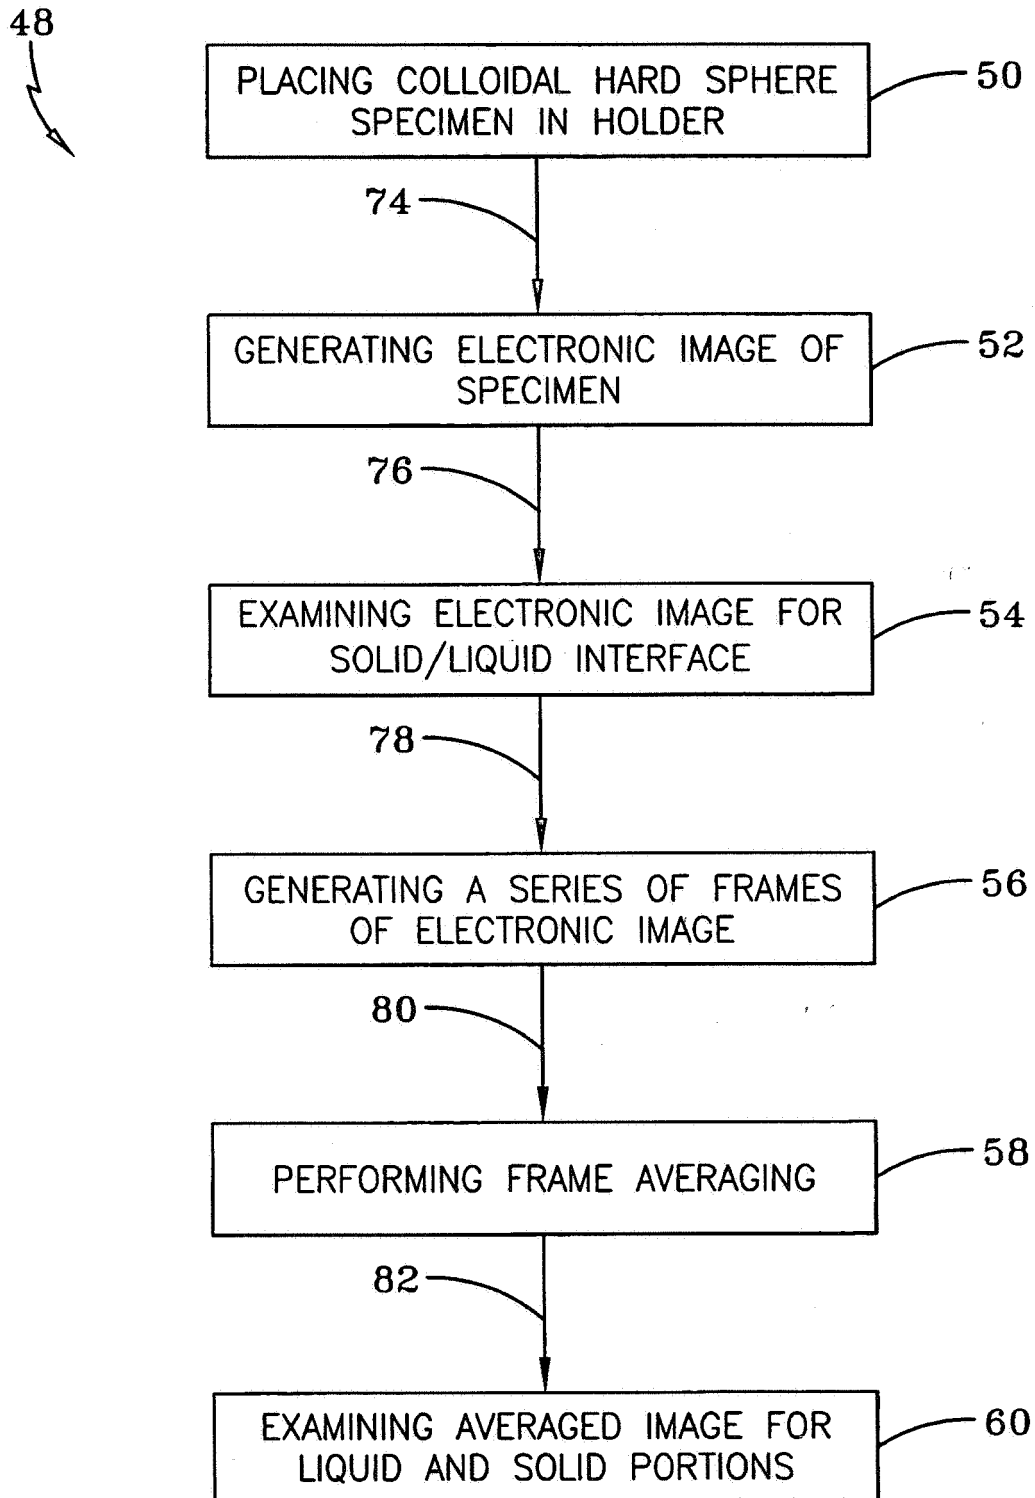 48
PLACING COLLOIDAL HARD SPHERE
SPECIMEN IN HOLDER
50
74
GENERATING ELECTRONIC IMAGE OF
SPECIMEN
52
76
EXAMINING ELECTRONIC IMAGE FOR
SOLID/LIQUID INTERFACE
54
78
GENERATING A SERIES OF FRAMES
OF ELECTRONIC IMAGE
56
80
PERFORMING FRAME AVERAGING
58
82
EXAMINING AVERAGED IMAGE FOR
LIQUID AND SOLID PORTIONS
60